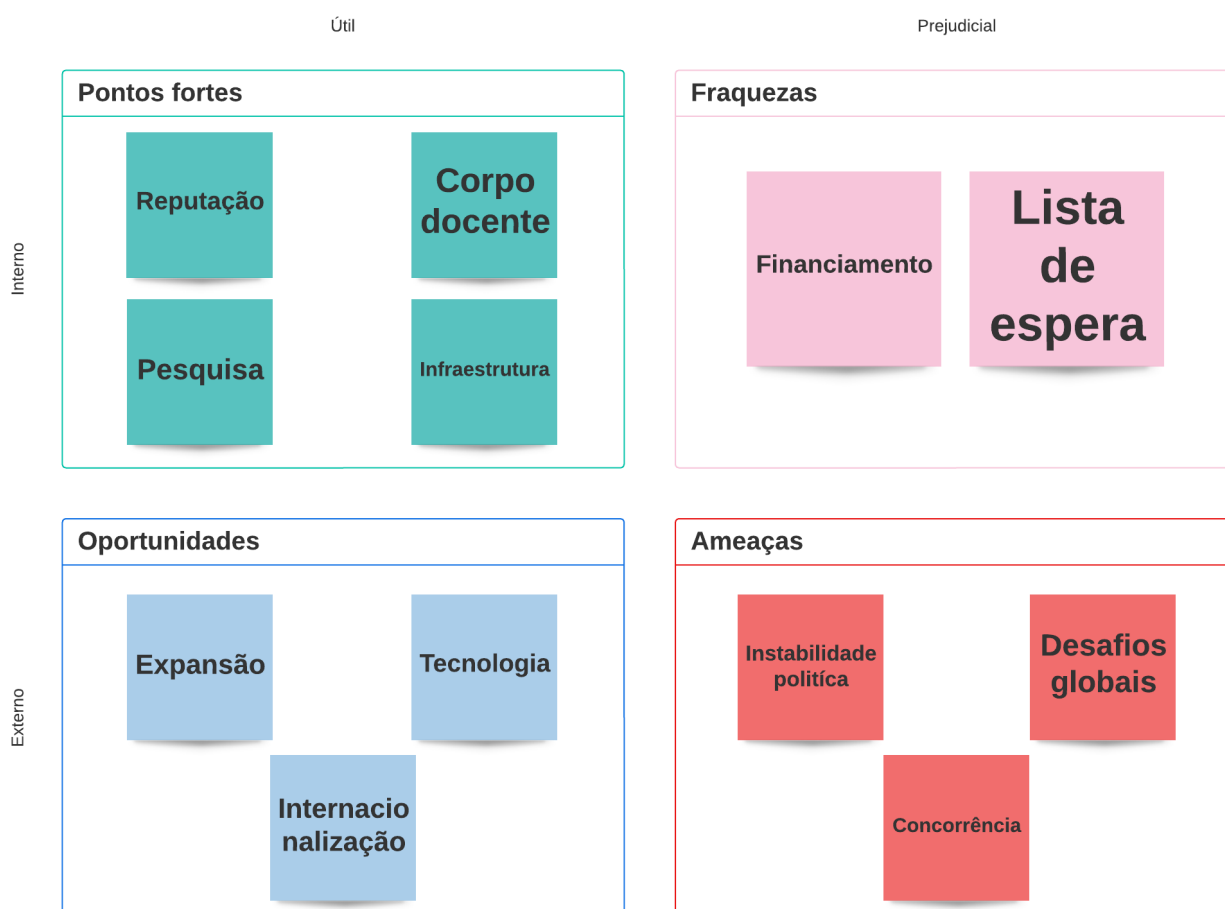 Útil
Prejudicial
Interno
Pontos fortes
Reputação
Corpo
docente
Pesquisa
Infraestrutura
Fraquezas
Financiamento
Lista
de
espera
Externo
Oportunidades
Expansão
Tecnologia
Internacio
nalização
Ameaças
Instabilidade
politíca
Desafios
globais
Concorrência